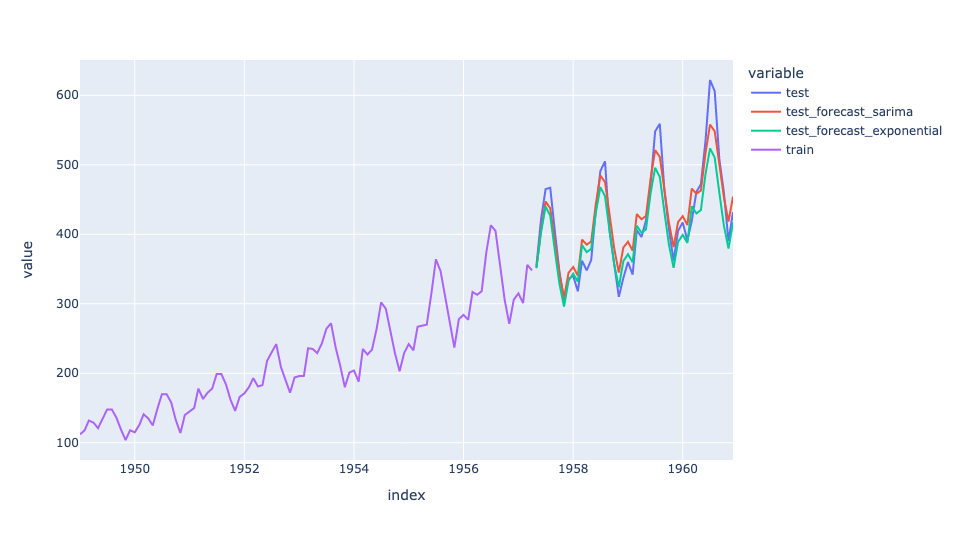 variable
test
test_forecast_sarima
test_forecast_exponential
train
value
600
500
400
300
200
100
1950 1952 1954 1956 1958 1960
index